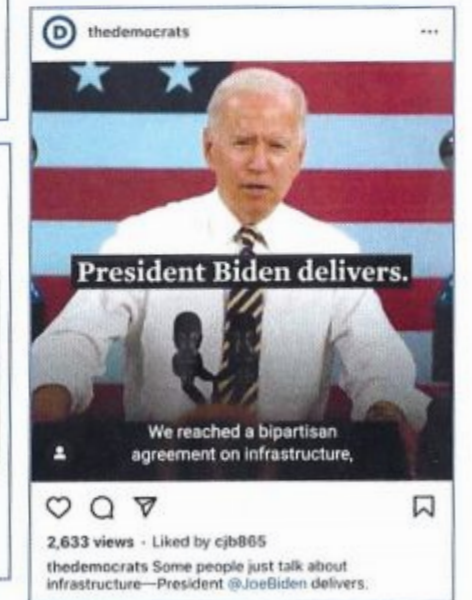 D
thedemocrats
President Biden delivers.
We reached a bipartisan
agreement on infrastructure,
2,633 views · Liked by cjb865
thedemocrats Some people just talk about
infrastructure—President @JoeBiden delivers.